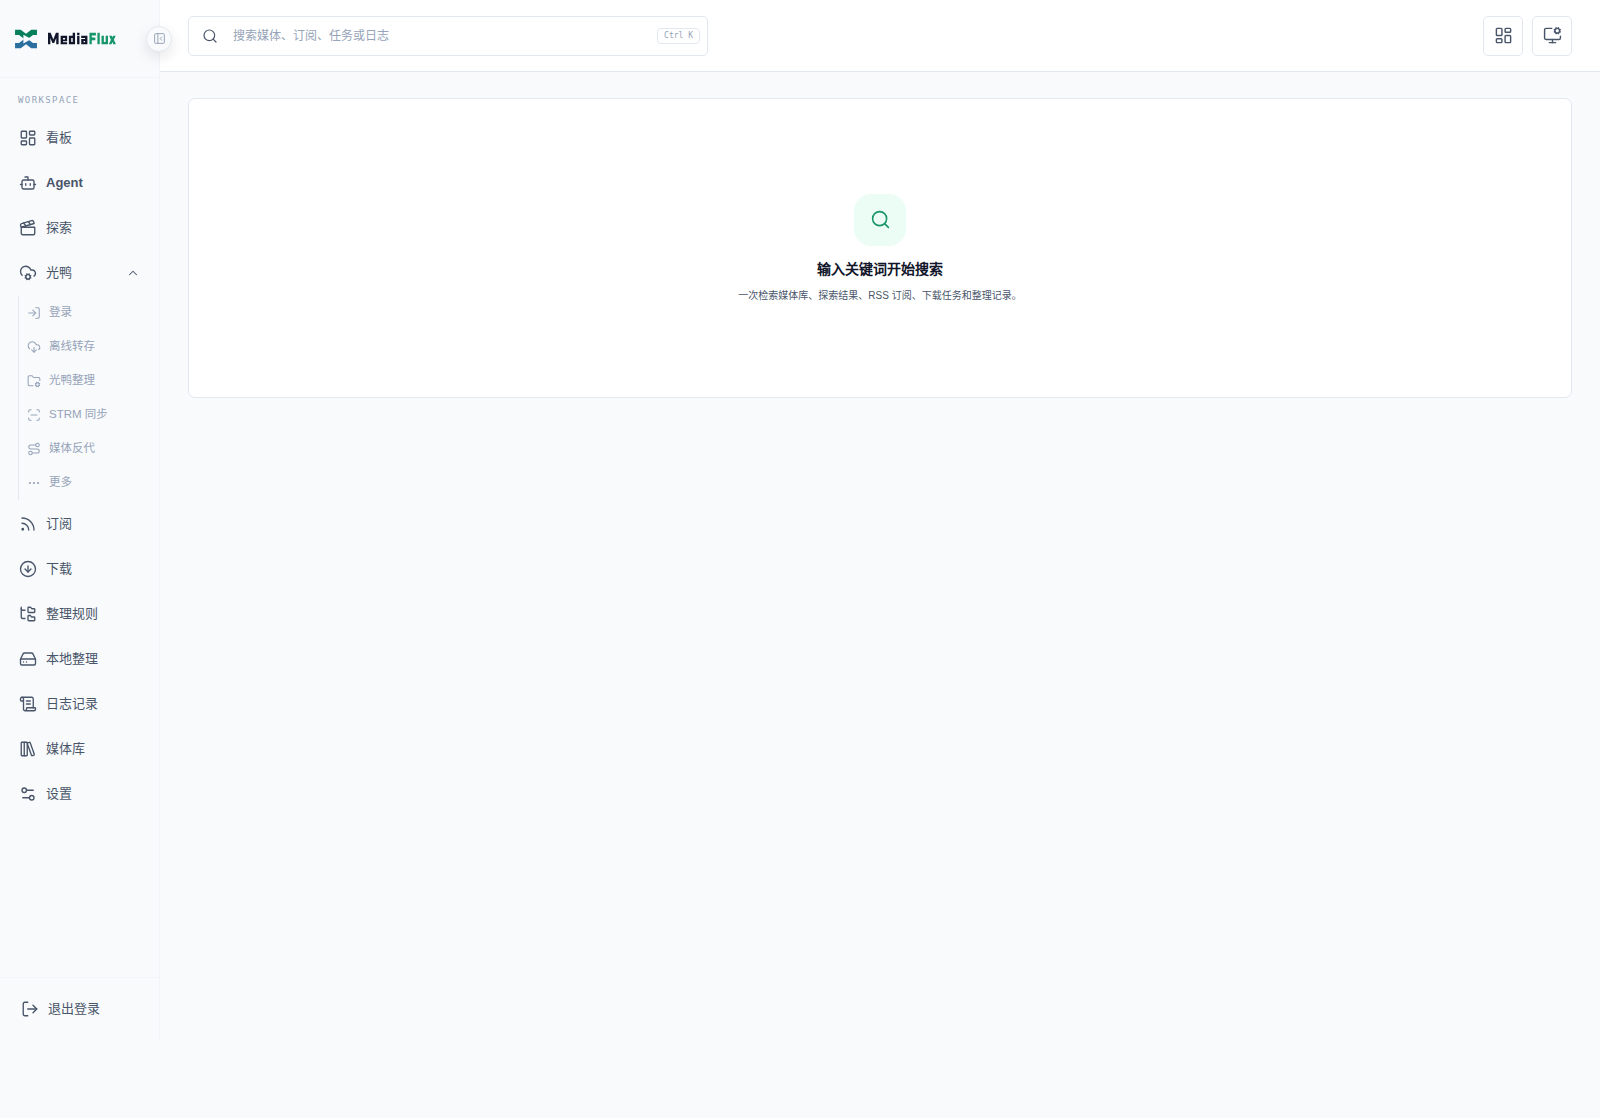 MediaFlux
搜索媒体、订阅、任务或日志
Ctrl K
WORKSPACE
看板
Agent
探索
光鸭
登录
离线转存
光鸭整理
STRM 同步
媒体反代
更多
订阅
下载
整理规则
本地整理
日志记录
媒体库
设置
退出登录
输入关键词开始搜索
一次检索媒体库、探索结果、RSS 订阅、下载任务和整理记录。